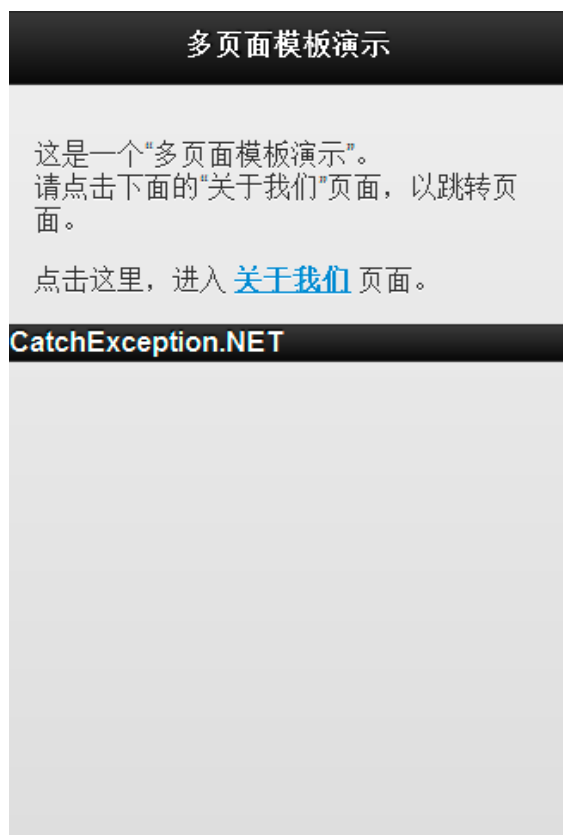 多页面模板演示
这是一个“多页面模板演示”。
请点击下面的“关于我们”页面，以跳转页
面。
点击这里，进入 关于我们 页面。
CatchException.NET